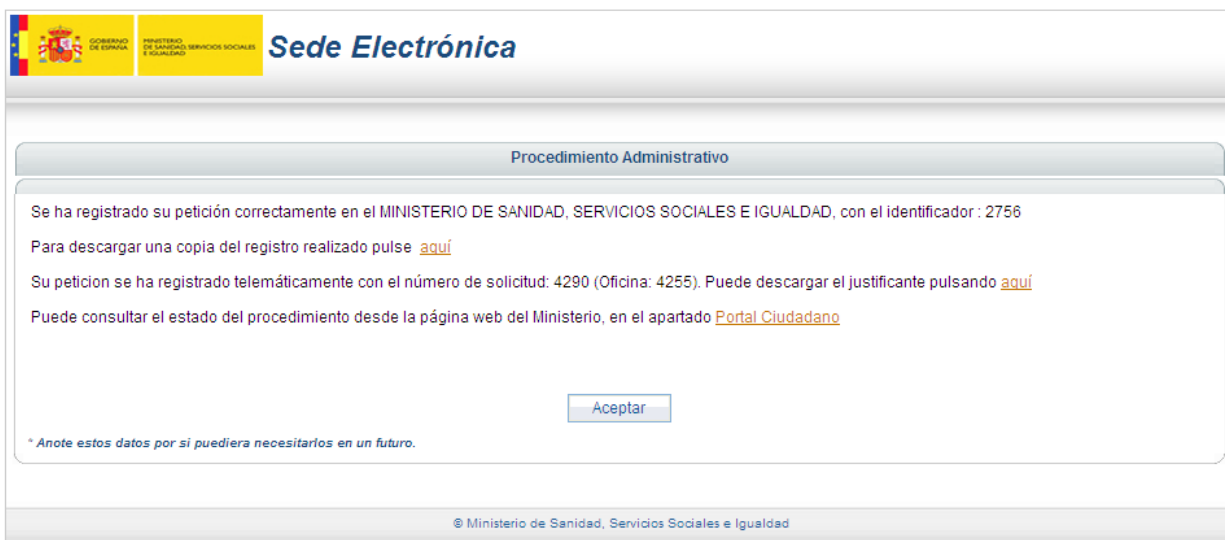 GOBIERNO
DE ESPAÑA
MINISTERIO
DE SANIDAD, SERVICIOS SOCIALES
E IGUALDAD
Sede Electrónica
Procedimiento Administrativo
Se ha registrado su petición correctamente en el MINISTERIO DE SANIDAD, SERVICIOS SOCIALES E IGUALDAD, con el identificador : 2756
Para descargar una copia del registro realizado pulse aquí
Su peticion se ha registrado telemáticamente con el número de solicitud: 4290 (Oficina: 4255). Puede descargar el justificante pulsando aquí
Puede consultar el estado del procedimiento desde la página web del Ministerio, en el apartado Portal Ciudadano
Aceptar
* Anote estos datos por si puediera necesitarlos en un futuro.
© Ministerio de Sanidad, Servicios Sociales e Igualdad